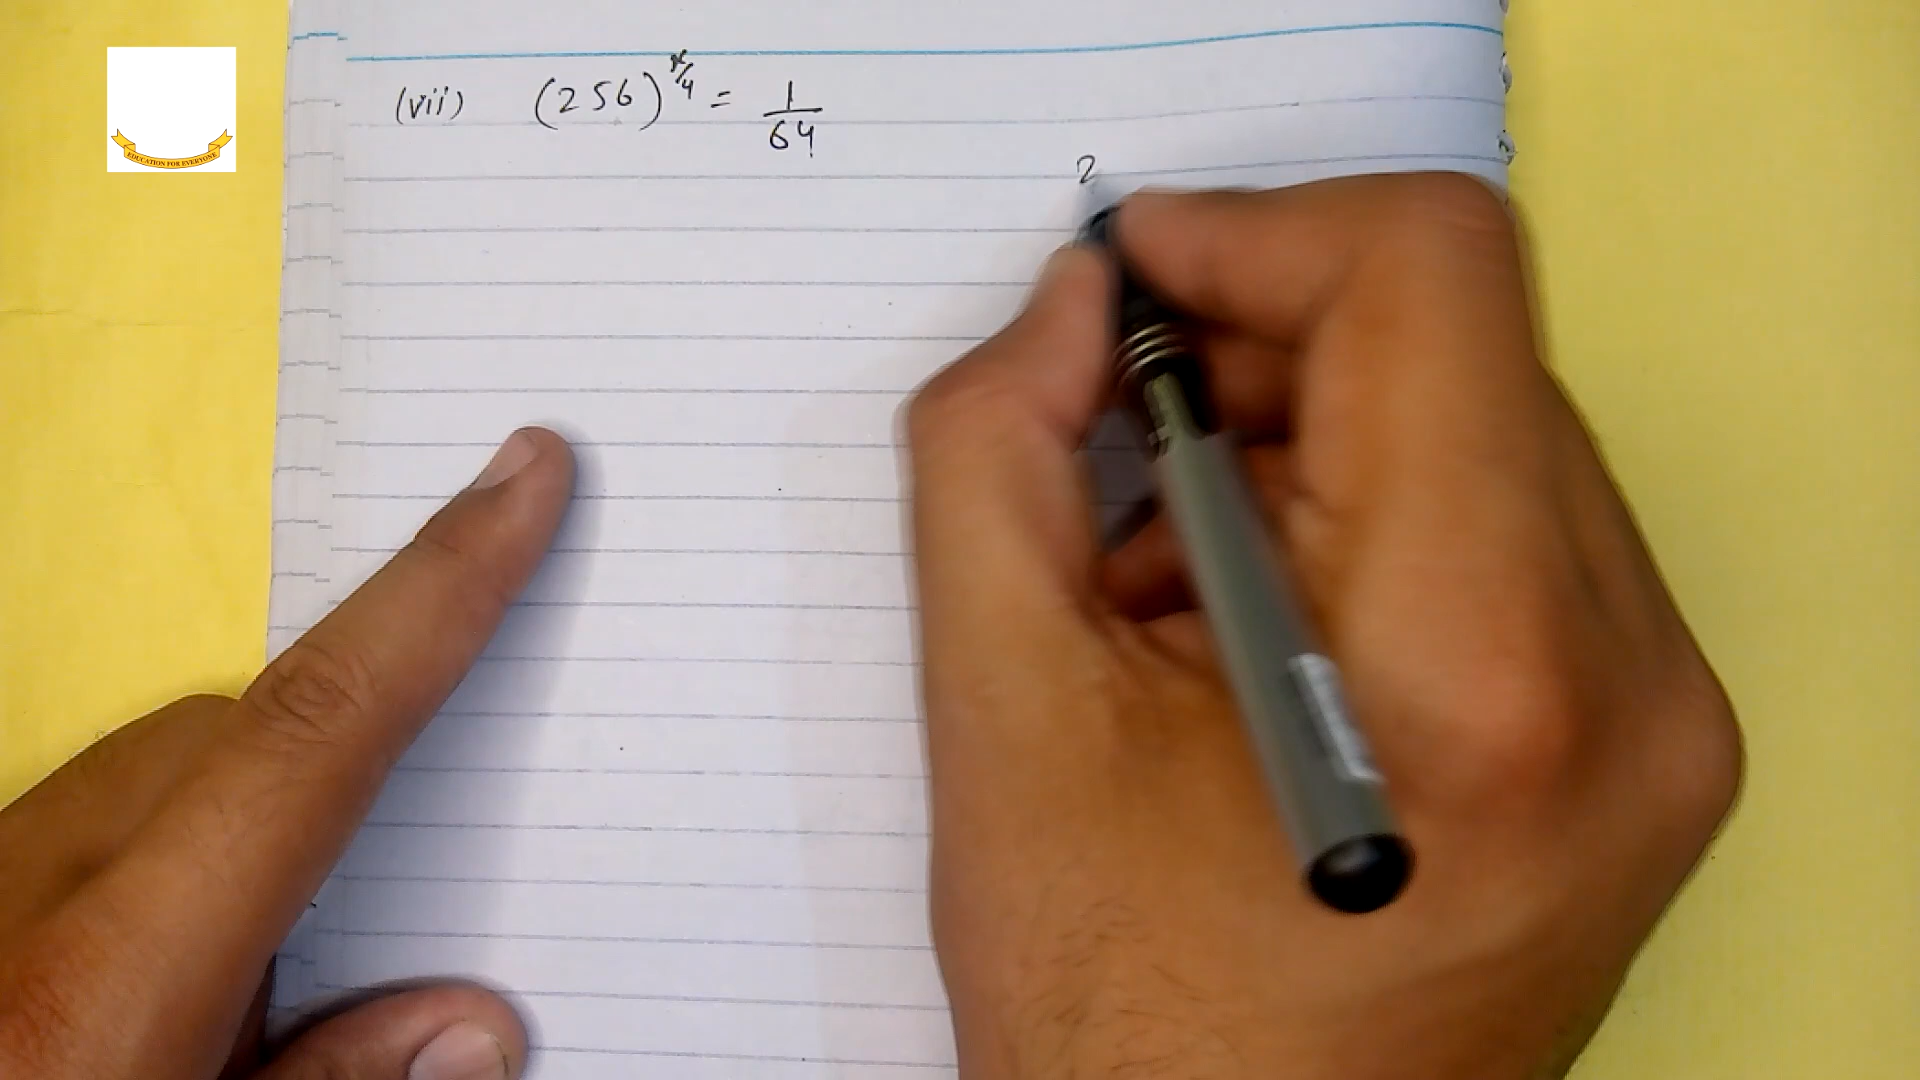 EDUCATION FOR EVERYONE
(vii) (256)^{x/4} = 1/64
2